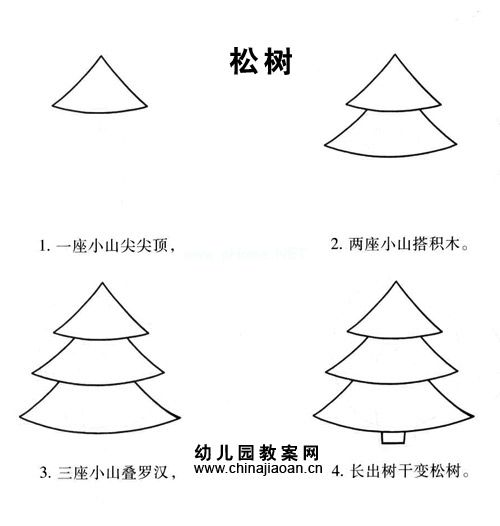 松树
1. 一座小山尖尖顶，
2. 两座小山搭积木。
3. 三座小山叠罗汉，
4. 长出树干变松树。
幼儿园教案网
www.chinajiaoan.cn